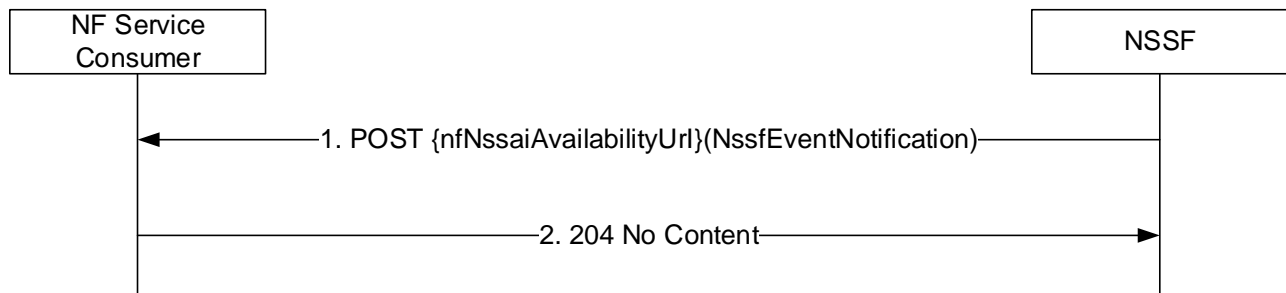 NF Service
Consumer
NSSF
1. POST {nfNssaiAvailabilityUrl}(NssfEventNotification)
2. 204 No Content